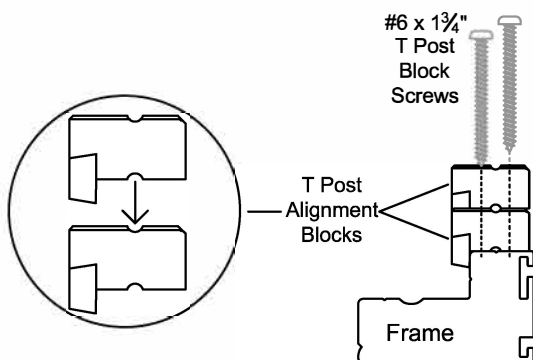 #6 x 1¾"
T Post
Block
Screws
T Post
Alignment
Blocks
Frame